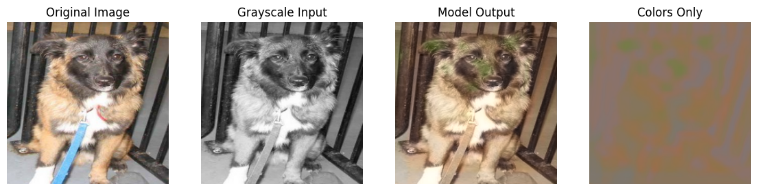 Original Image
Grayscale Input
Model Output
Colors Only